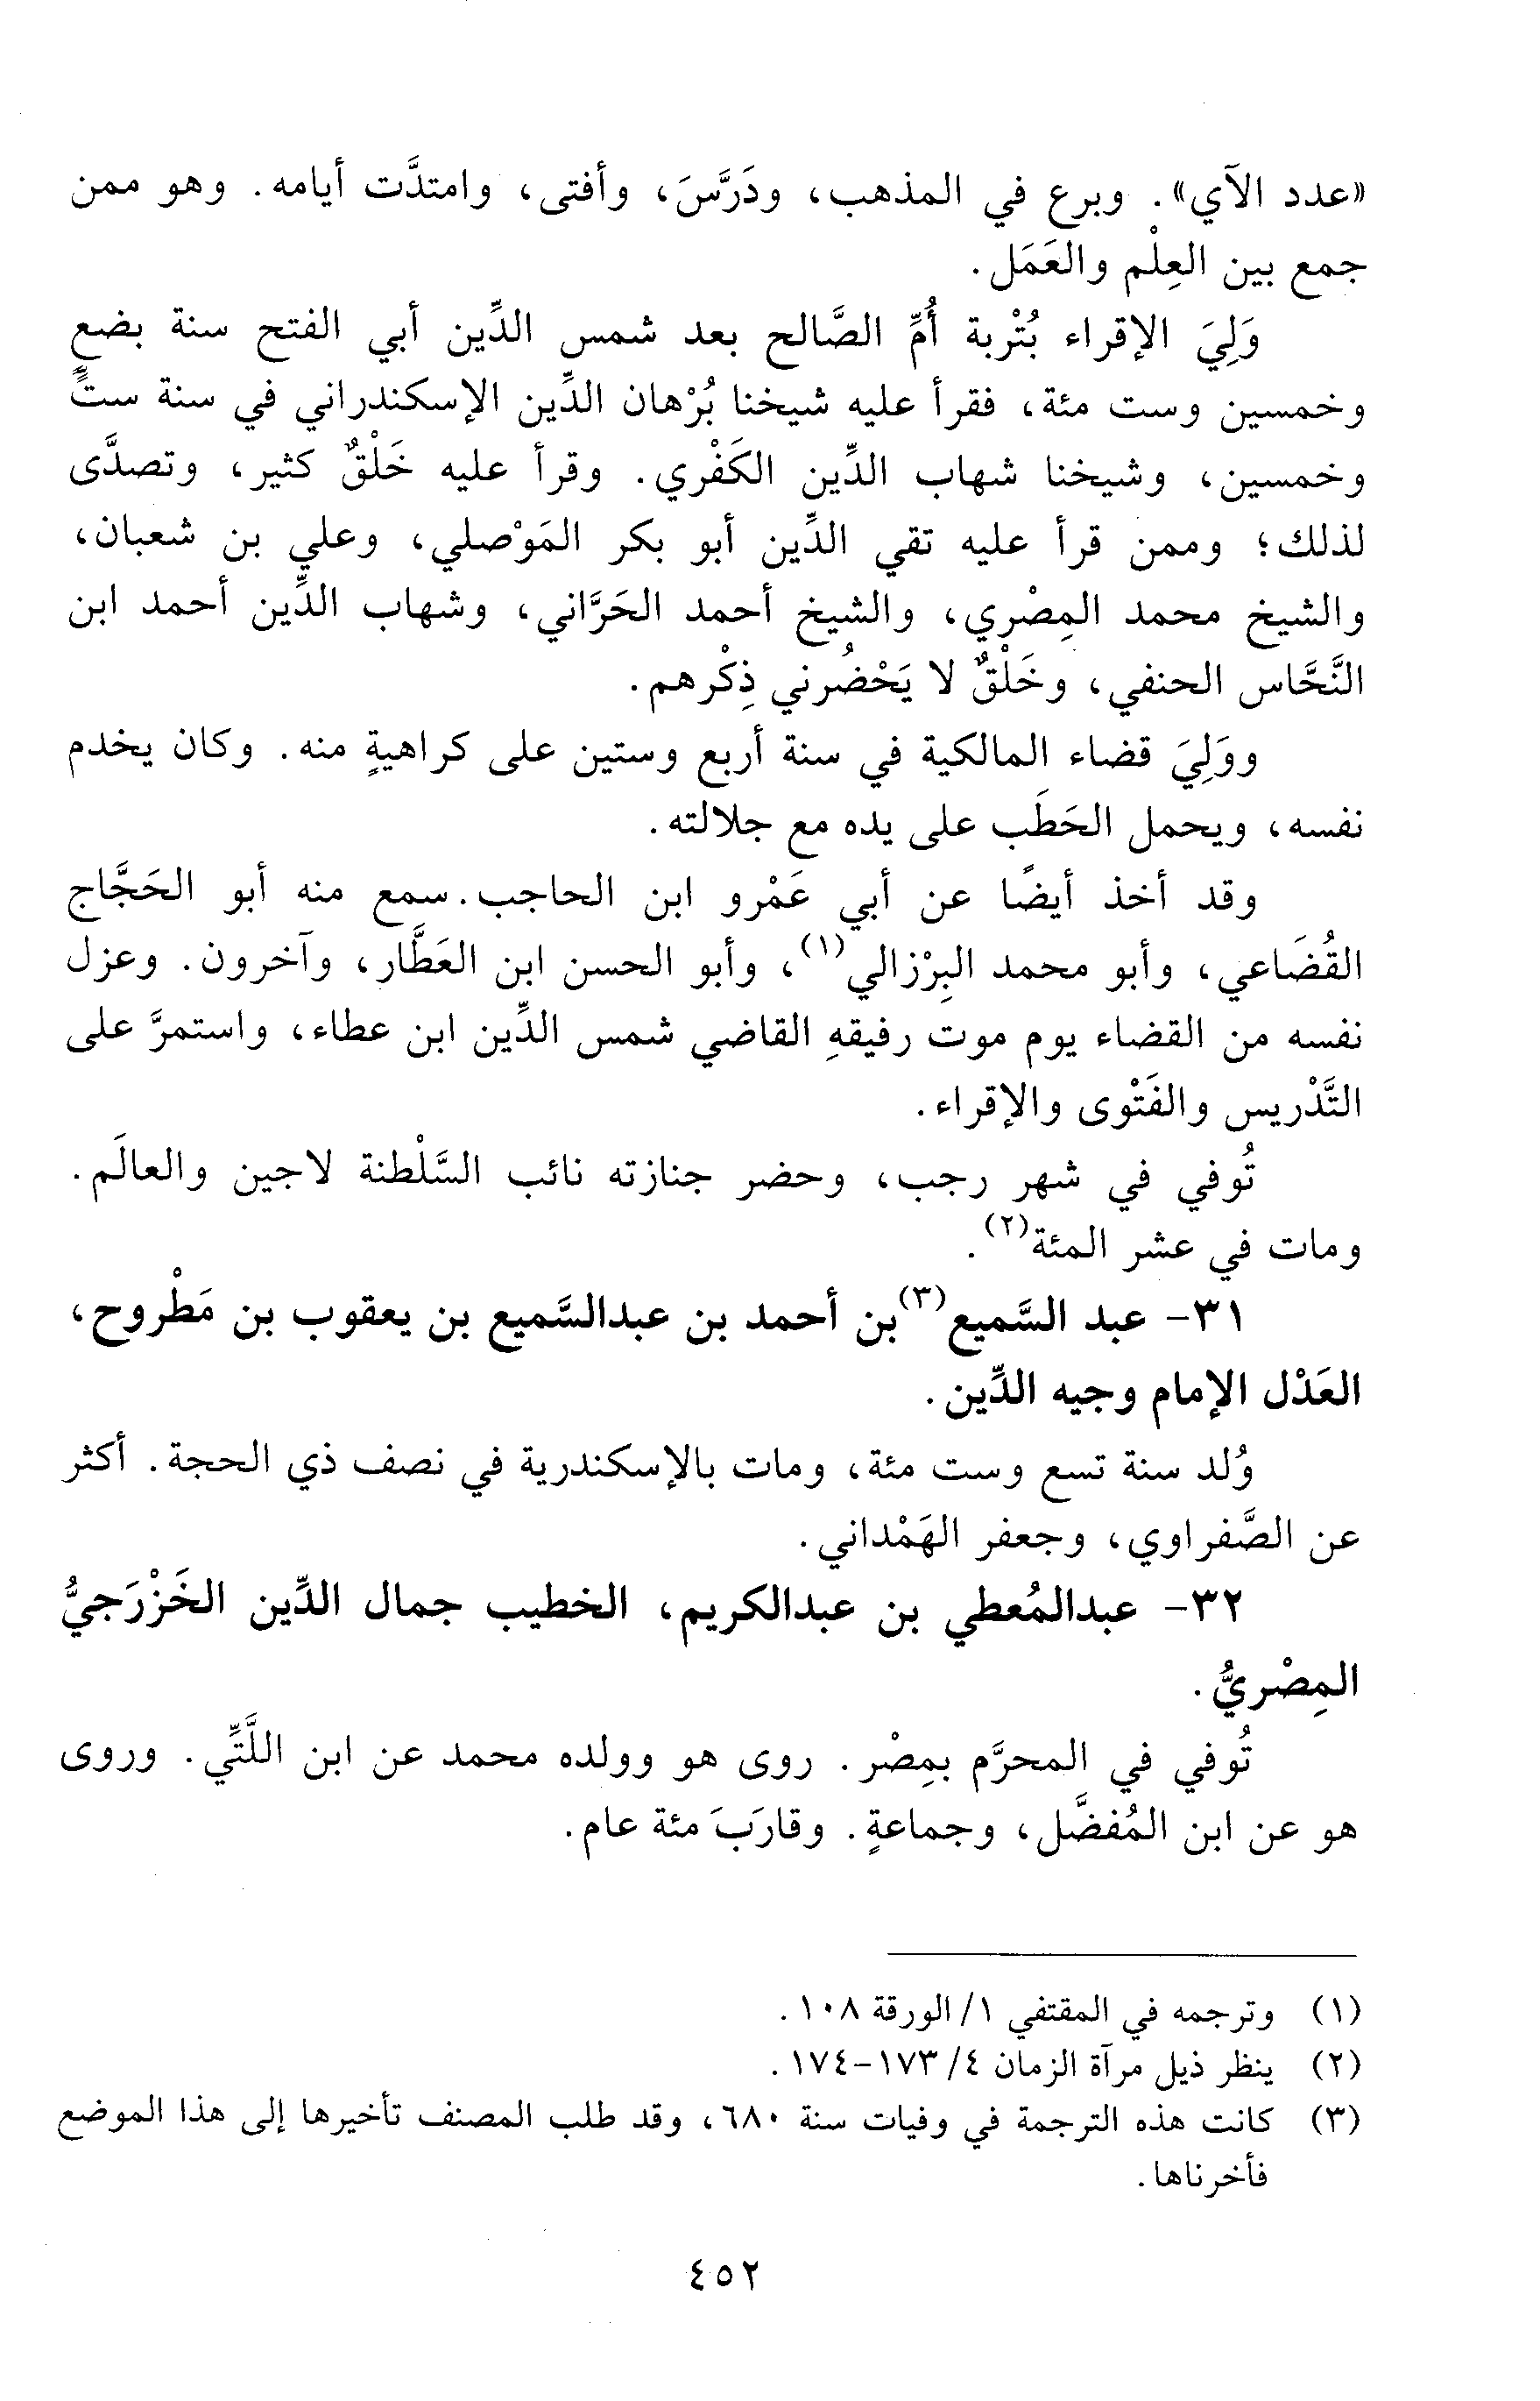 «عدد الآي». وبرع في المذهب، ودَرَّسَ، وأفتى، وامتدَّت أيامه. وهو ممن
جمع بين العِلْم والعَمَل.
وَلِيَ الإقراء بُتْربة أُمِّ الصَّالح بعد شمس الدِّين أبي الفتح سنة بضعٍ
وخمسين وست مئة، فقرأ عليه شيخنا بُرْهان الدِّين الإسكندراني في سنة ستٍّ
وخمسين، وشيخنا شهاب الدِّين الكَفْري. وقرأ عليه خَلْقٌ كثير، وتصدَّى
لذلك؛ وممن قرأ عليه تقي الدِّين أبو بكر المَوْصلي، وعلي بن شعبان،
والشيخ محمد المِصْري، والشيخ أحمد الحَرَّاني، وشهاب الدِّين أحمد ابن
النَّحَّاس الحنفي، وخَلْقٌ لا يَحْضُرني ذِكْرهم.
ووَلِيَ قضاء المالكية في سنة أربع وستين على كراهيةٍ منه. وكان يخدم
نفسه، ويحمل الحَطَب على يده مع جلالته.
وقد أخذ أيضًا عن أبي عَمْرو ابن الحاجب. سمع منه أبو الحَجَّاج
القُضَاعي، وأبو محمد البِرْزالي(١)، وأبو الحسن ابن العَطَّار، وآخرون. وعزل
نفسه من القضاء يوم موت رفيقهِ القاضي شمس الدِّين ابن عطاء، واستمرَّ على
التَّدْريس والفَتْوى والإقراء.
تُوفي في شهر رجب، وحضر جنازته نائب السَّلْطنة لاجين والعالَم.
ومات في عشر المئة(٢).
٣١- عبد السَّميع(٣) بن أحمد بن عبدالسَّميع بن يعقوب بن مَطْروح،
العَدْل الإمام وجيه الدِّين.
وُلد سنة تسع وست مئة، ومات بالإسكندرية في نصف ذي الحجة. أكثر
عن الصَّفراوي، وجعفر الهَمْداني.
٣٢- عبدالمُعطي بن عبدالكريم، الخطيب جمال الدِّين الخَزْرَجيُّ
المِصْريُّ.
تُوفي في المحرَّم بمِصْر. روى هو وولده محمد عن ابن اللَّتِّي. وروى
هو عن ابن المُفضَّل، وجماعةٍ. وقارَبَ مئة عام.
(١) وترجمه في المقتفي ١/ الورقة ١٠٨.
(٢) ينظر ذيل مرآة الزمان ٤/ ١٧٣-١٧٤.
(٣) كانت هذه الترجمة في وفيات سنة ٦٨٠، وقد طلب المصنف تأخيرها إلى هذا الموضع
فأخرناها.
٤٥٢